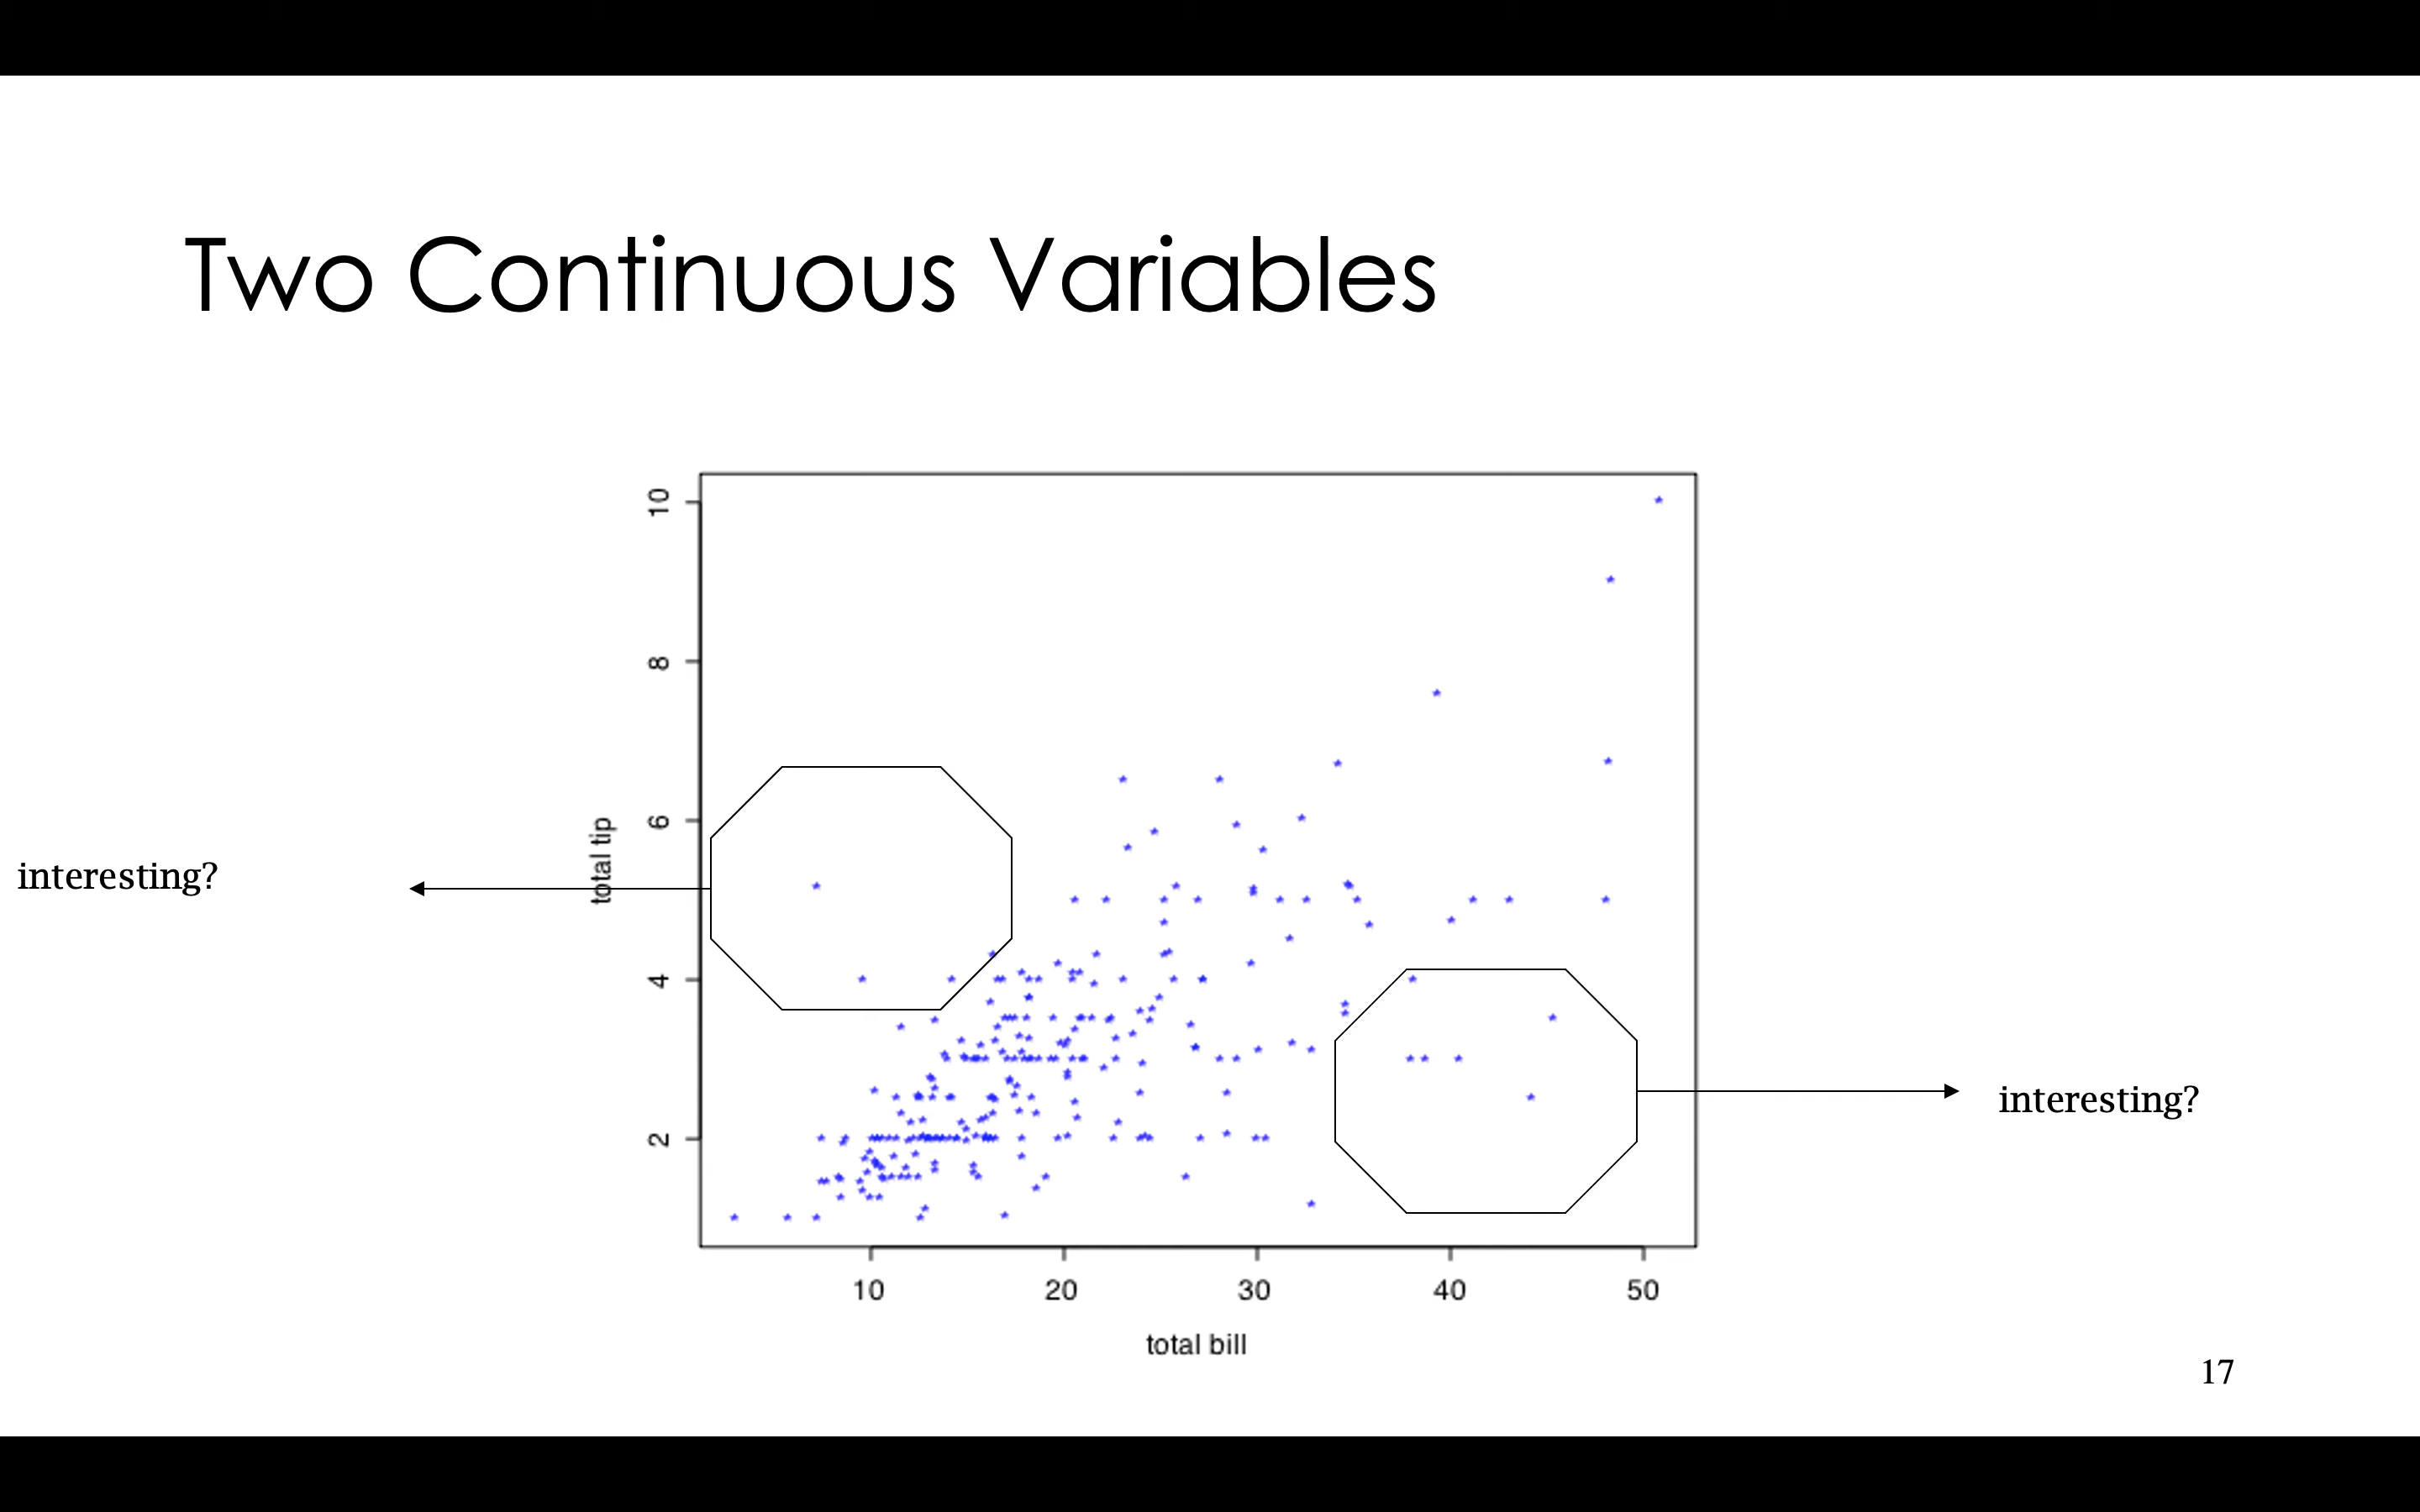 Two Continuous Variables
10
8
6
4
2
total tip
interesting?
interesting?
10 20 30 40 50
total bill
17